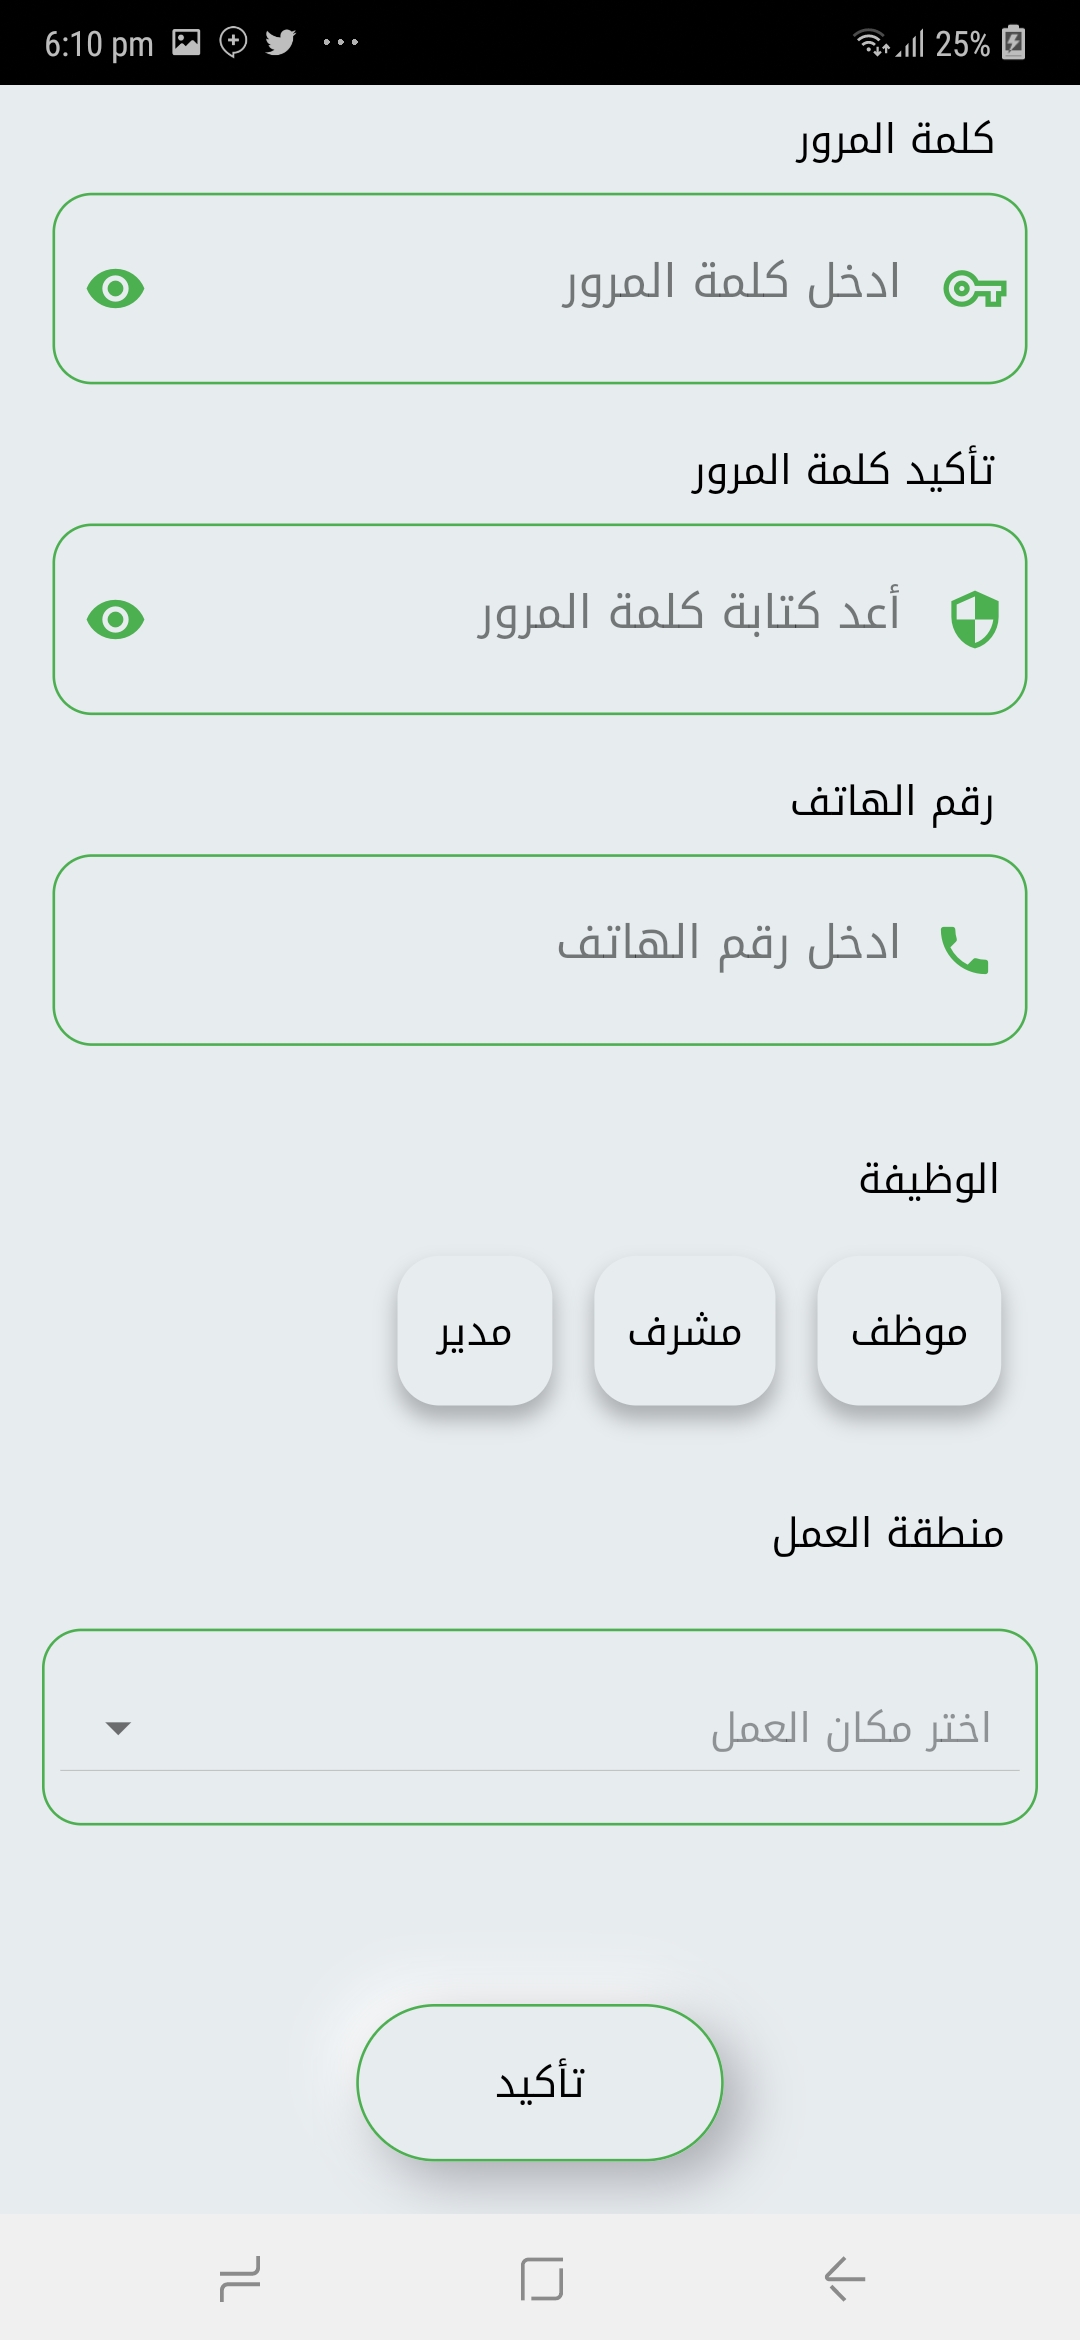 6:10 pm 25%
كلمة المرور
ادخل كلمة المرور
تأكيد كلمة المرور
أعد كتابة كلمة المرور
رقم الهاتف
ادخل رقم الهاتف
الوظيفة
موظف مشرف مدير
منطقة العمل
اختر مكان العمل
تأكيد